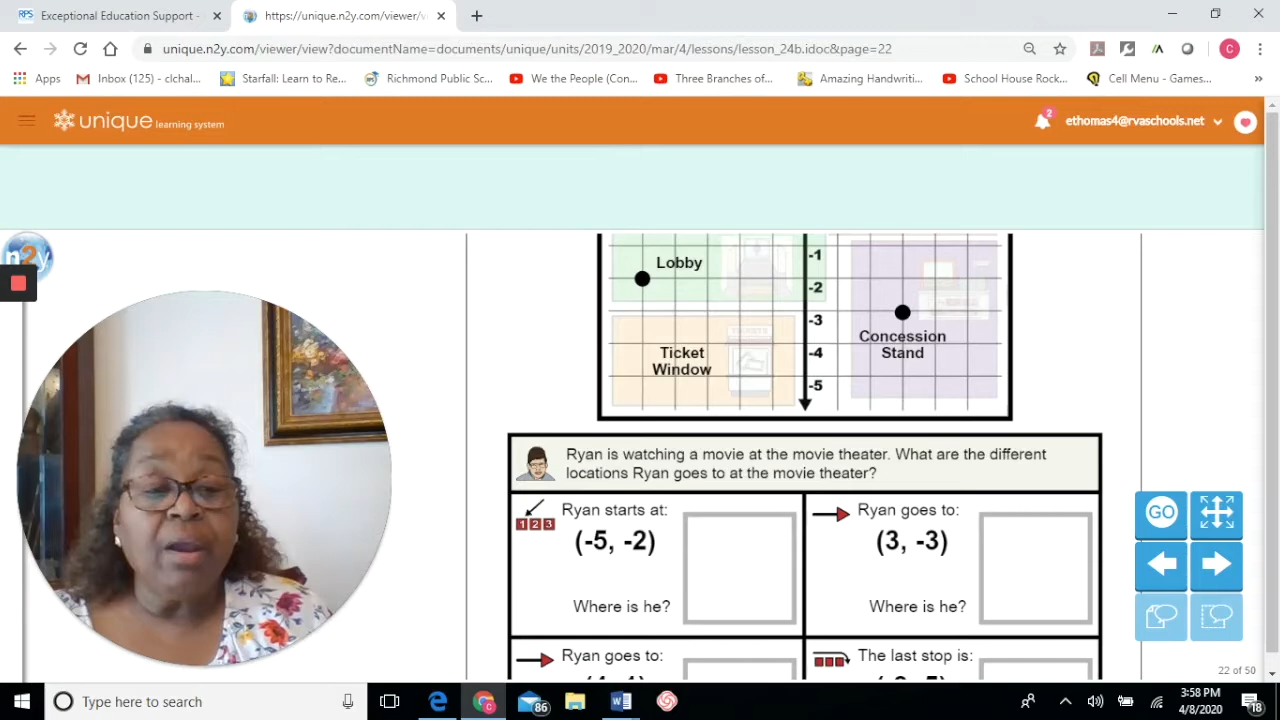 Exceptional Education Support -
https://unique.n2y.com/viewer/v
unique.n2y.com/viewer/view?documentName=documents/unique/units/2019_2020/mar/4/lessons/lesson_24b.idoc&page=22
C
Apps
Inbox (125) - clchal...
Starfall: Learn to Re...
Richmond Public Sc...
We the People (Con...
Three Branches of...
Amazing Handwriti...
School House Rock...
Cell Menu - Games...
»
unique learning system
2
ethomas4@rvaschools.net
n2y
-1
Lobby
-2
-3
Concession
Stand
Ticket
Window
-4
-5
Ryan is watching a movie at the movie theater. What are the different
locations Ryan goes to at the movie theater?
1 2 3
Ryan starts at:
(-5, -2)
Where is he?
Ryan goes to:
(3, -3)
Where is he?
Ryan goes to:
The last stop is:
GO
22 of 50
Type here to search
86
3:58 PM
4/8/2020
18